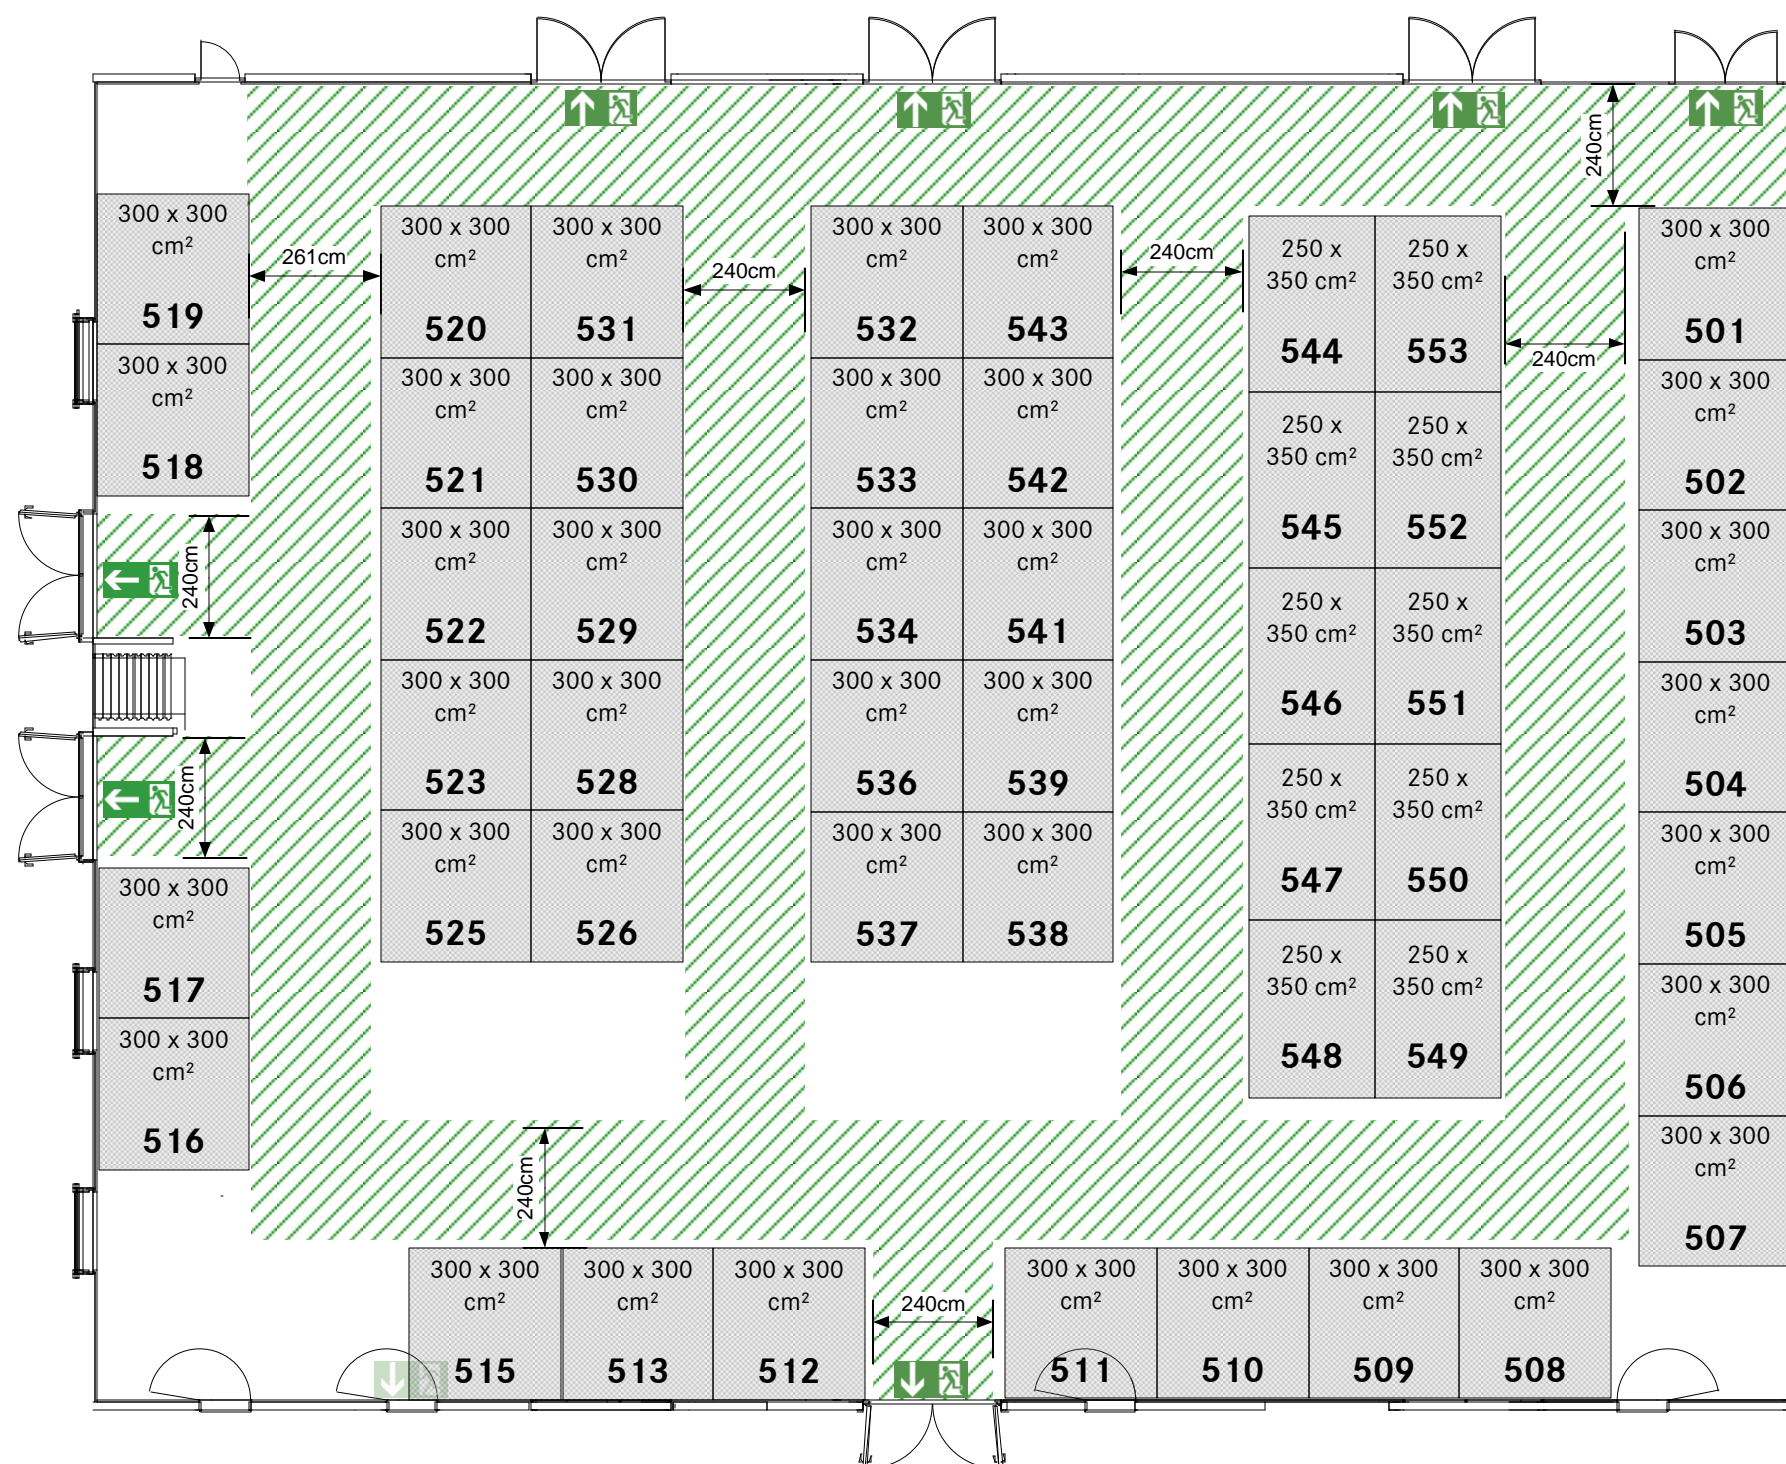 240cm
300 x 300
cm²
519
261cm
300 x 300
cm²
520
300 x 300
cm²
531
240cm
300 x 300
cm²
532
300 x 300
cm²
543
240cm
250 x
350 cm²
544
250 x
350 cm²
553
240cm
300 x 300
cm²
501
300 x 300
cm²
518
300 x 300
cm²
521
300 x 300
cm²
530
300 x 300
cm²
533
300 x 300
cm²
542
250 x
350 cm²
545
250 x
350 cm²
552
300 x 300
cm²
502
240cm
300 x 300
cm²
522
300 x 300
cm²
529
300 x 300
cm²
534
300 x 300
cm²
541
250 x
350 cm²
546
250 x
350 cm²
551
300 x 300
cm²
503
240cm
300 x 300
cm²
523
300 x 300
cm²
528
300 x 300
cm²
536
300 x 300
cm²
539
250 x
350 cm²
547
250 x
350 cm²
550
300 x 300
cm²
504
300 x 300
cm²
517
300 x 300
cm²
525
300 x 300
cm²
526
300 x 300
cm²
537
300 x 300
cm²
538
250 x
350 cm²
548
250 x
350 cm²
549
300 x 300
cm²
505
300 x 300
cm²
516
300 x 300
cm²
506
240cm
300 x 300
cm²
507
300 x 300
cm²
515
300 x 300
cm²
513
300 x 300
cm²
512
240cm
300 x 300
cm²
511
300 x 300
cm²
510
300 x 300
cm²
509
300 x 300
cm²
508